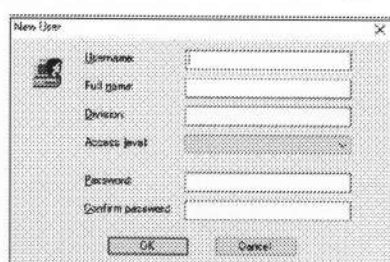 New User
Username:
Full name:
Division:
Access level:
Password:
Confirm password:
OK
Cancel